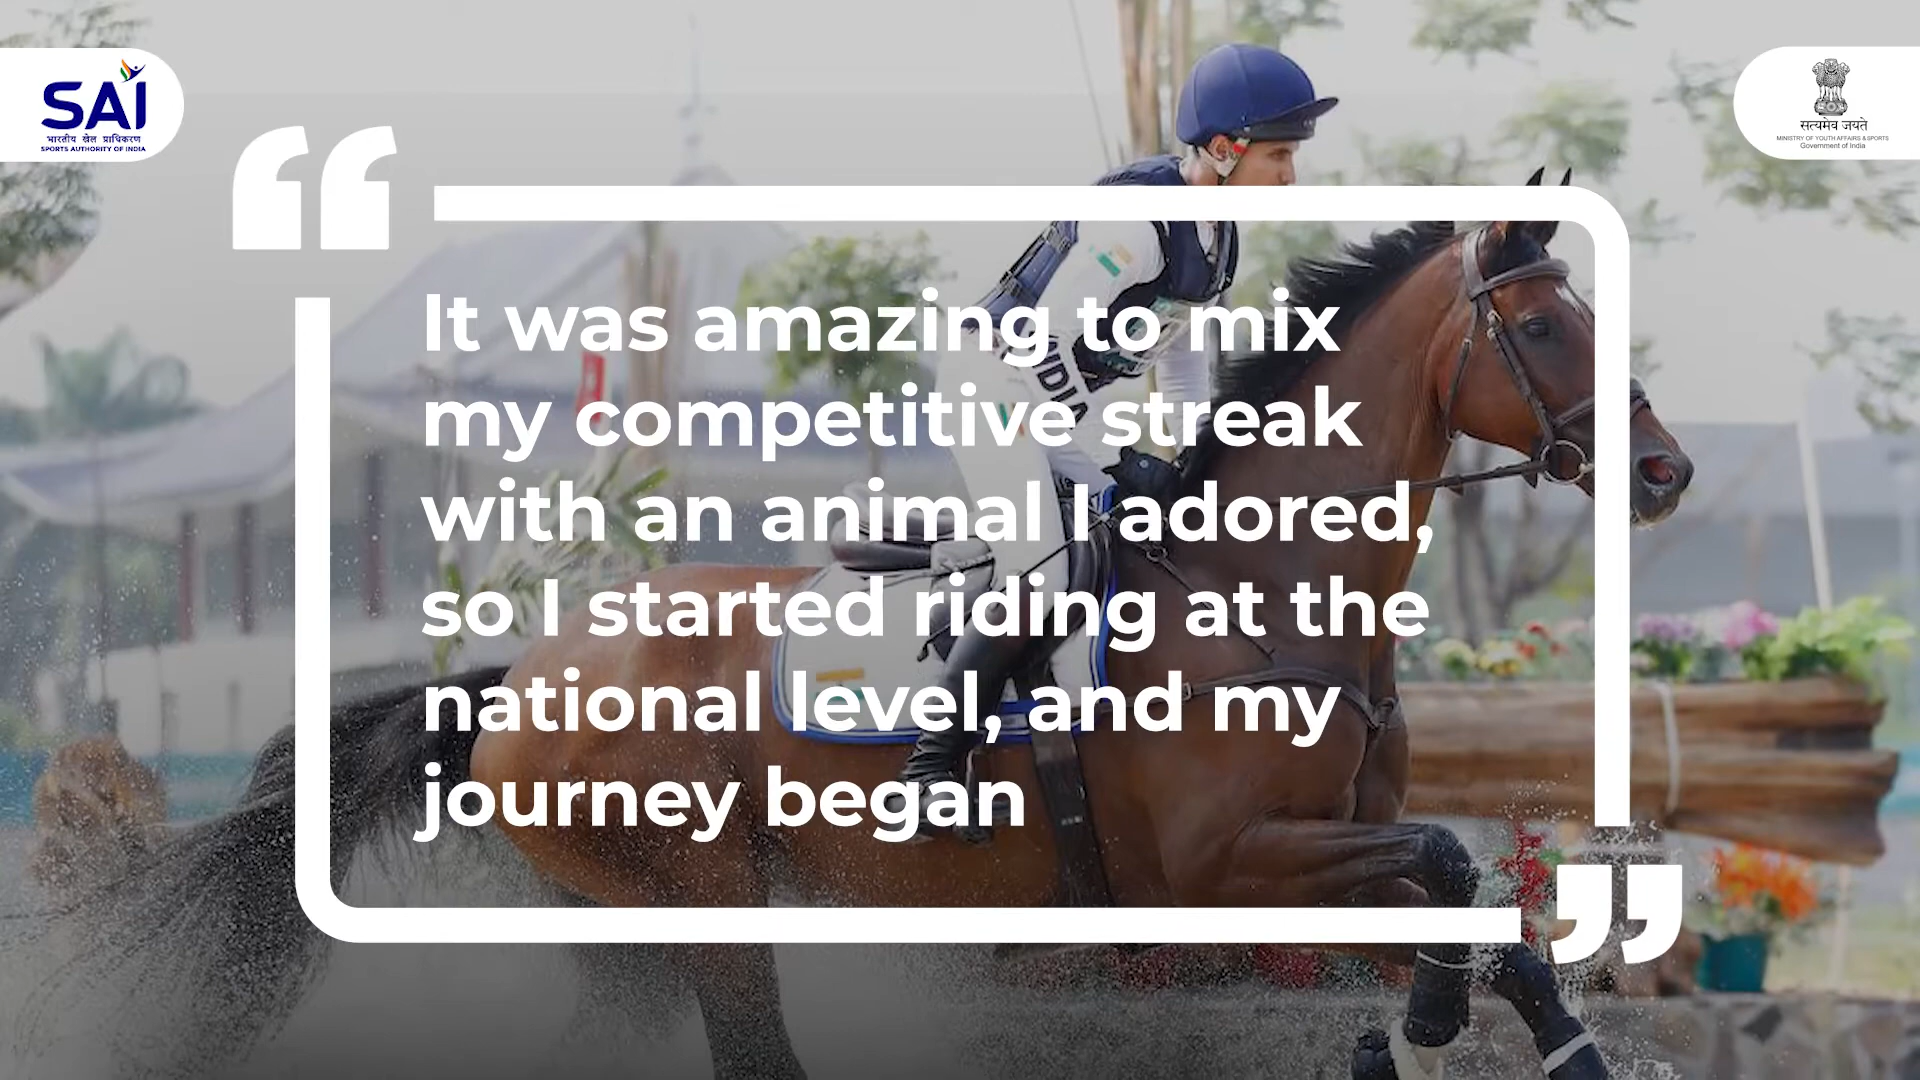 SAI
भारतीय खेल प्राधिकरण
SPORTS AUTHORITY OF INDIA
सत्यमेव जयते
MINISTRY OF YOUTH AFFAIRS & SPORTS
Government of India
“
It was amazing to mix
my competitive streak
with an animal I adored,
so I started riding at the
national level, and my
journey began
”
INDIA